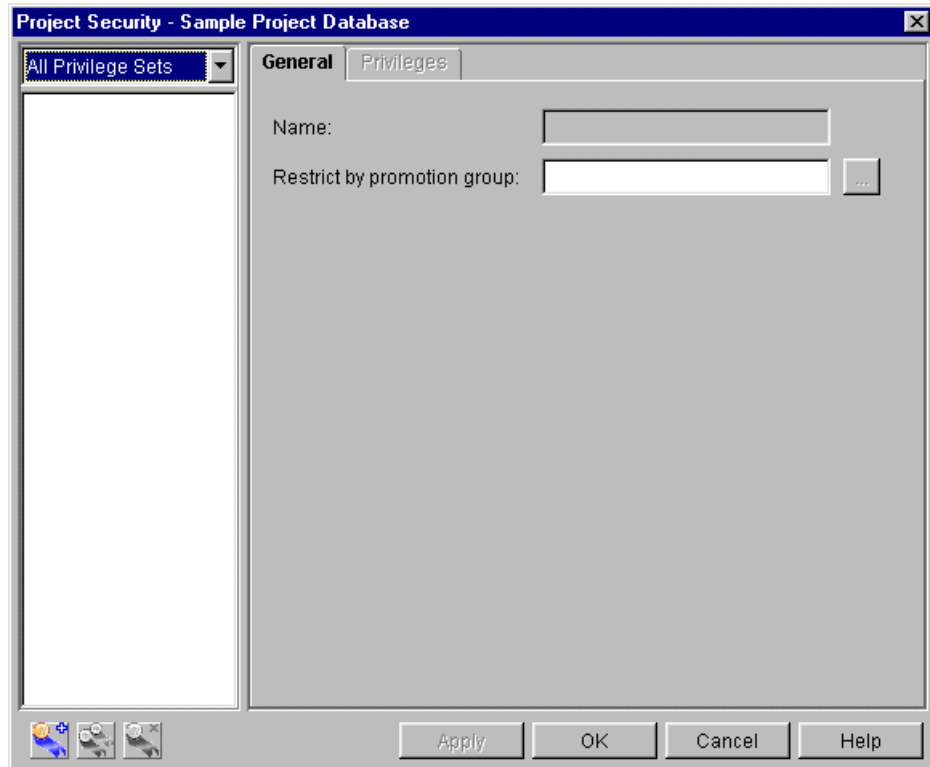 Project Security - Sample Project Database
All Privilege Sets
General
Privileges
Name:
Restrict by promotion group:
...
Apply
OK
Cancel
Help